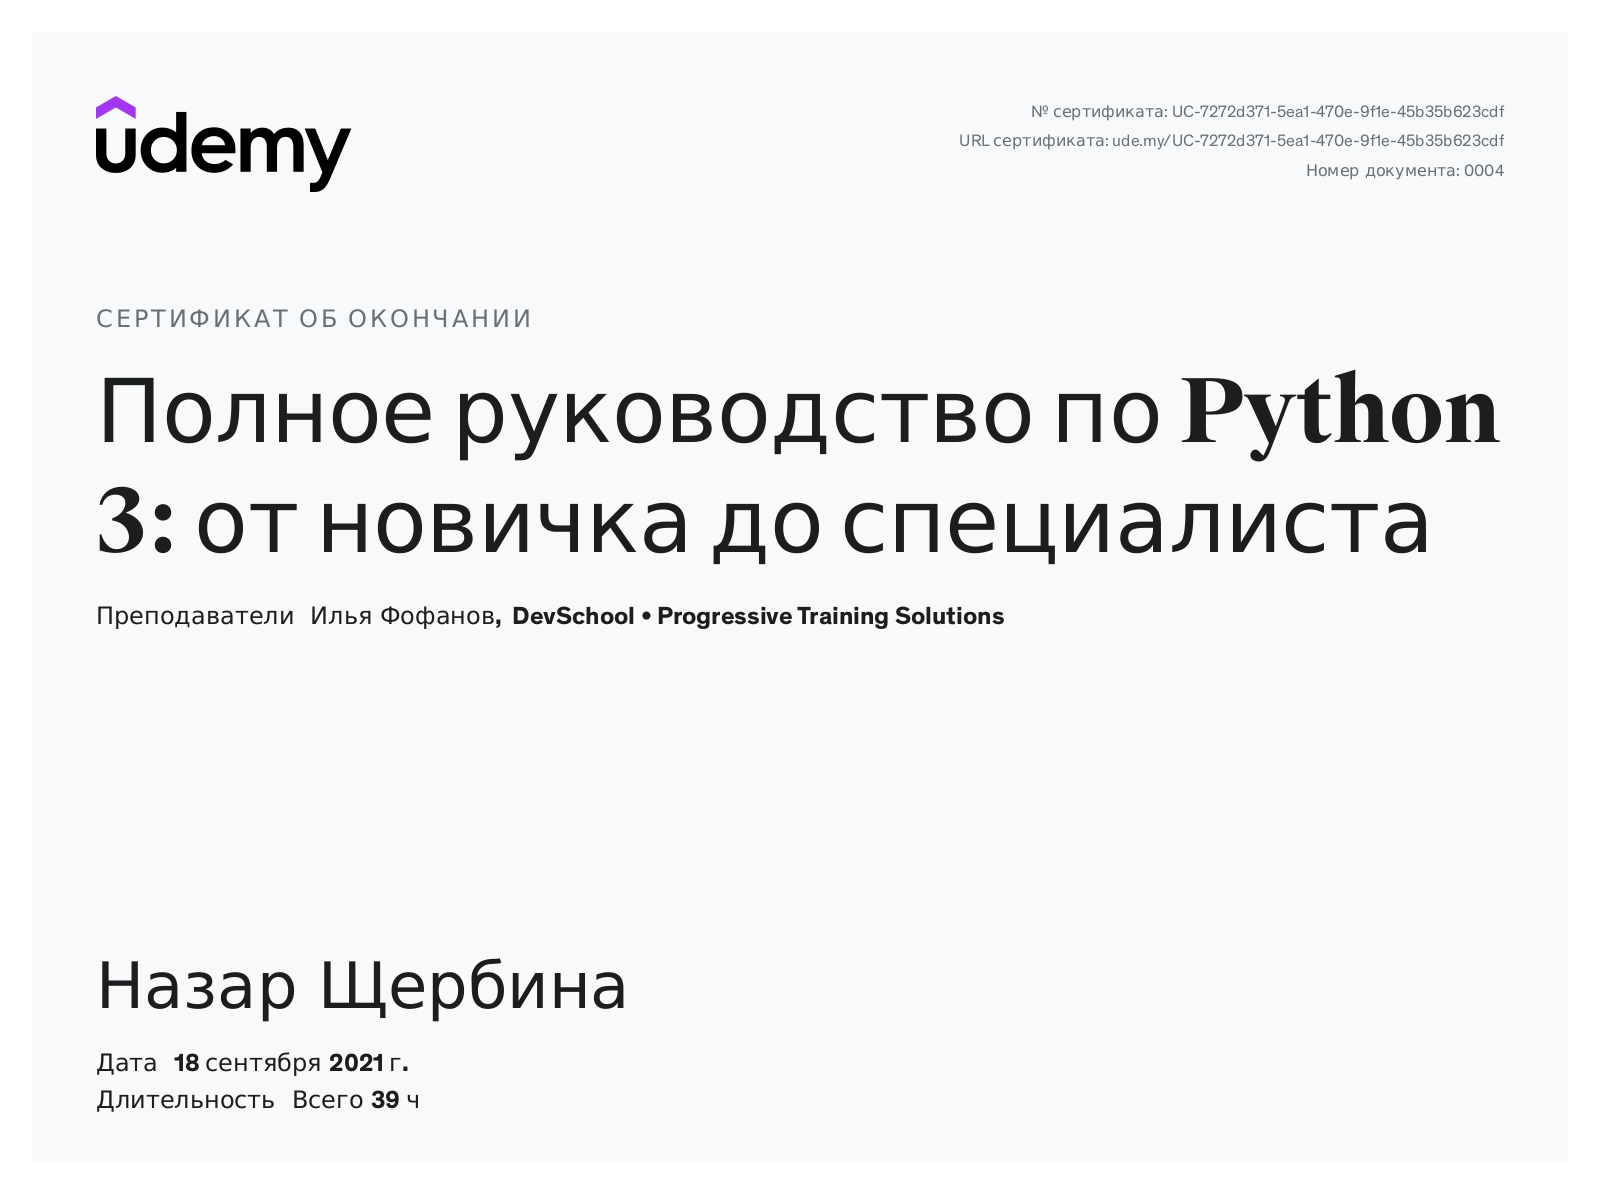 udemy
№ сертификата: UC-7272d371-5ea1-470e-9f1e-45b35b623cdf
URL сертификата: ude.my/UC-7272d371-5ea1-470e-9f1e-45b35b623cdf
Номер документа: 0004
СЕРТИФИКАТ ОБ ОКОНЧАНИИ
Полное руководство по Python
3: от новичка до специалиста
Преподаватели Илья Фофанов, DevSchool • Progressive Training Solutions
Назар Щербина
Дата 18 сентября 2021 г.
Длительность Всего 39 ч